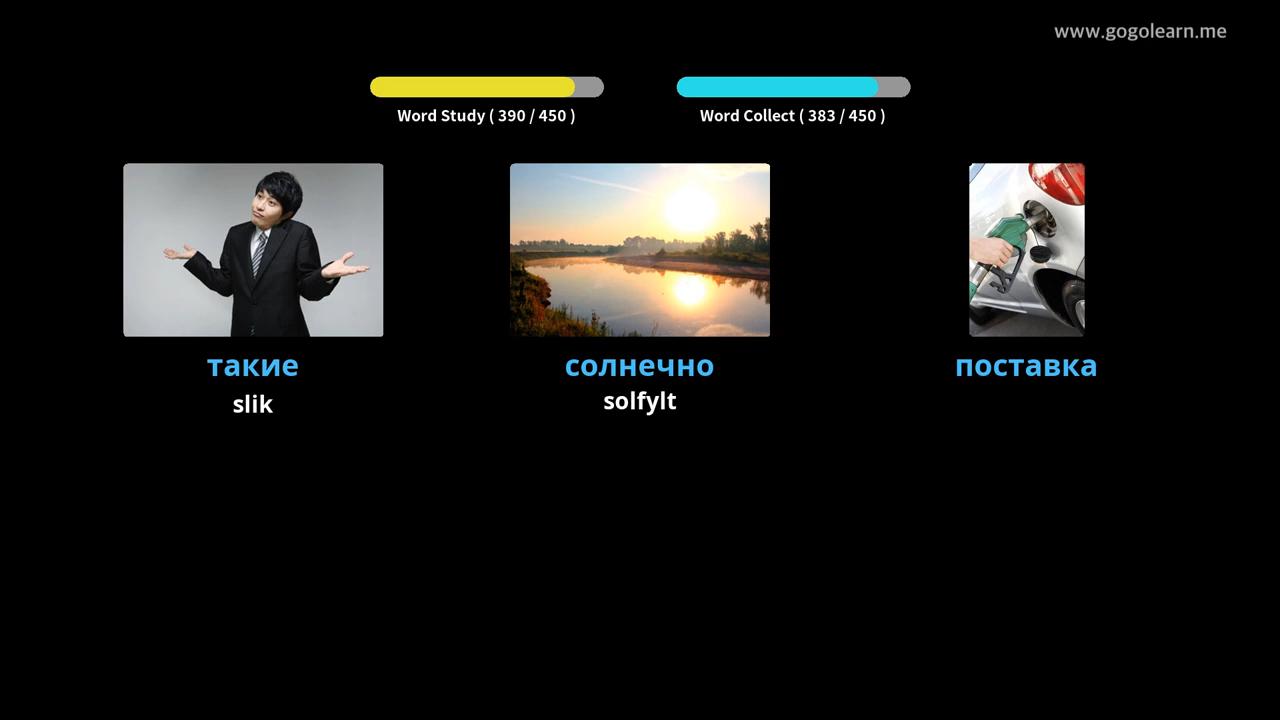 www.gogolearn.me
Word Study ( 390 / 450 )
Word Collect ( 383 / 450 )
такие
солнечно
поставка
slik
solfylt